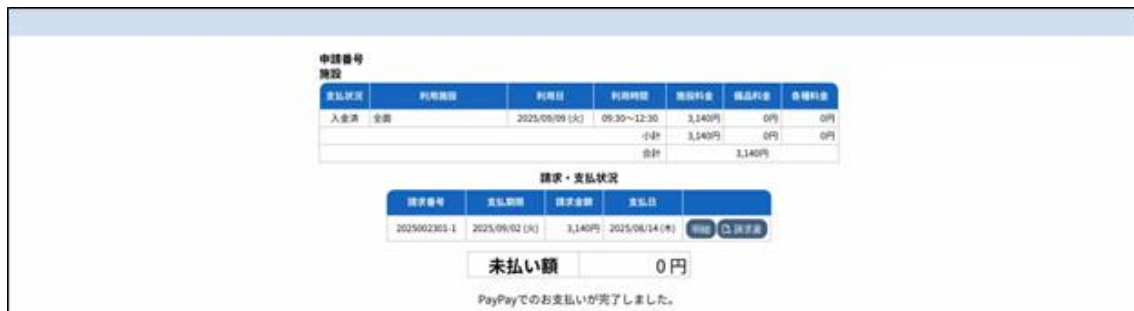 申請番号
施設
支払状況 利用施設 利用日 利用時間 施設料金 備品料金 各種料金
入金済 全面 2025/09/09 (火) 09:30～12:30 3,140円 0円 0円
小計 3,140円 0円 0円
合計 3,140円
請求・支払状況
請求番号 支払期限 請求金額 支払日
2025002301-1 2025/09/02 (火) 3,140円 2025/08/14 (木) 明細 請求書
未払い額 0 円
PayPayでのお支払いが完了しました。